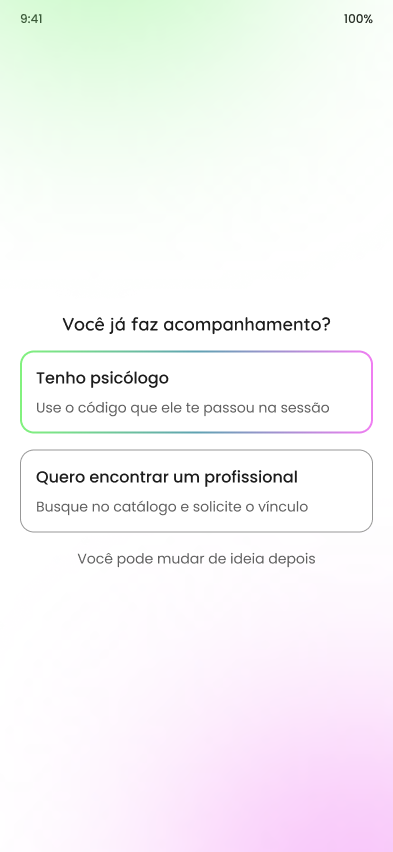 9:41 100%
Você já faz acompanhamento?
Tenho psicólogo
Use o código que ele te passou na sessão
Quero encontrar um profissional
Busque no catálogo e solicite o vínculo
Você pode mudar de ideia depois